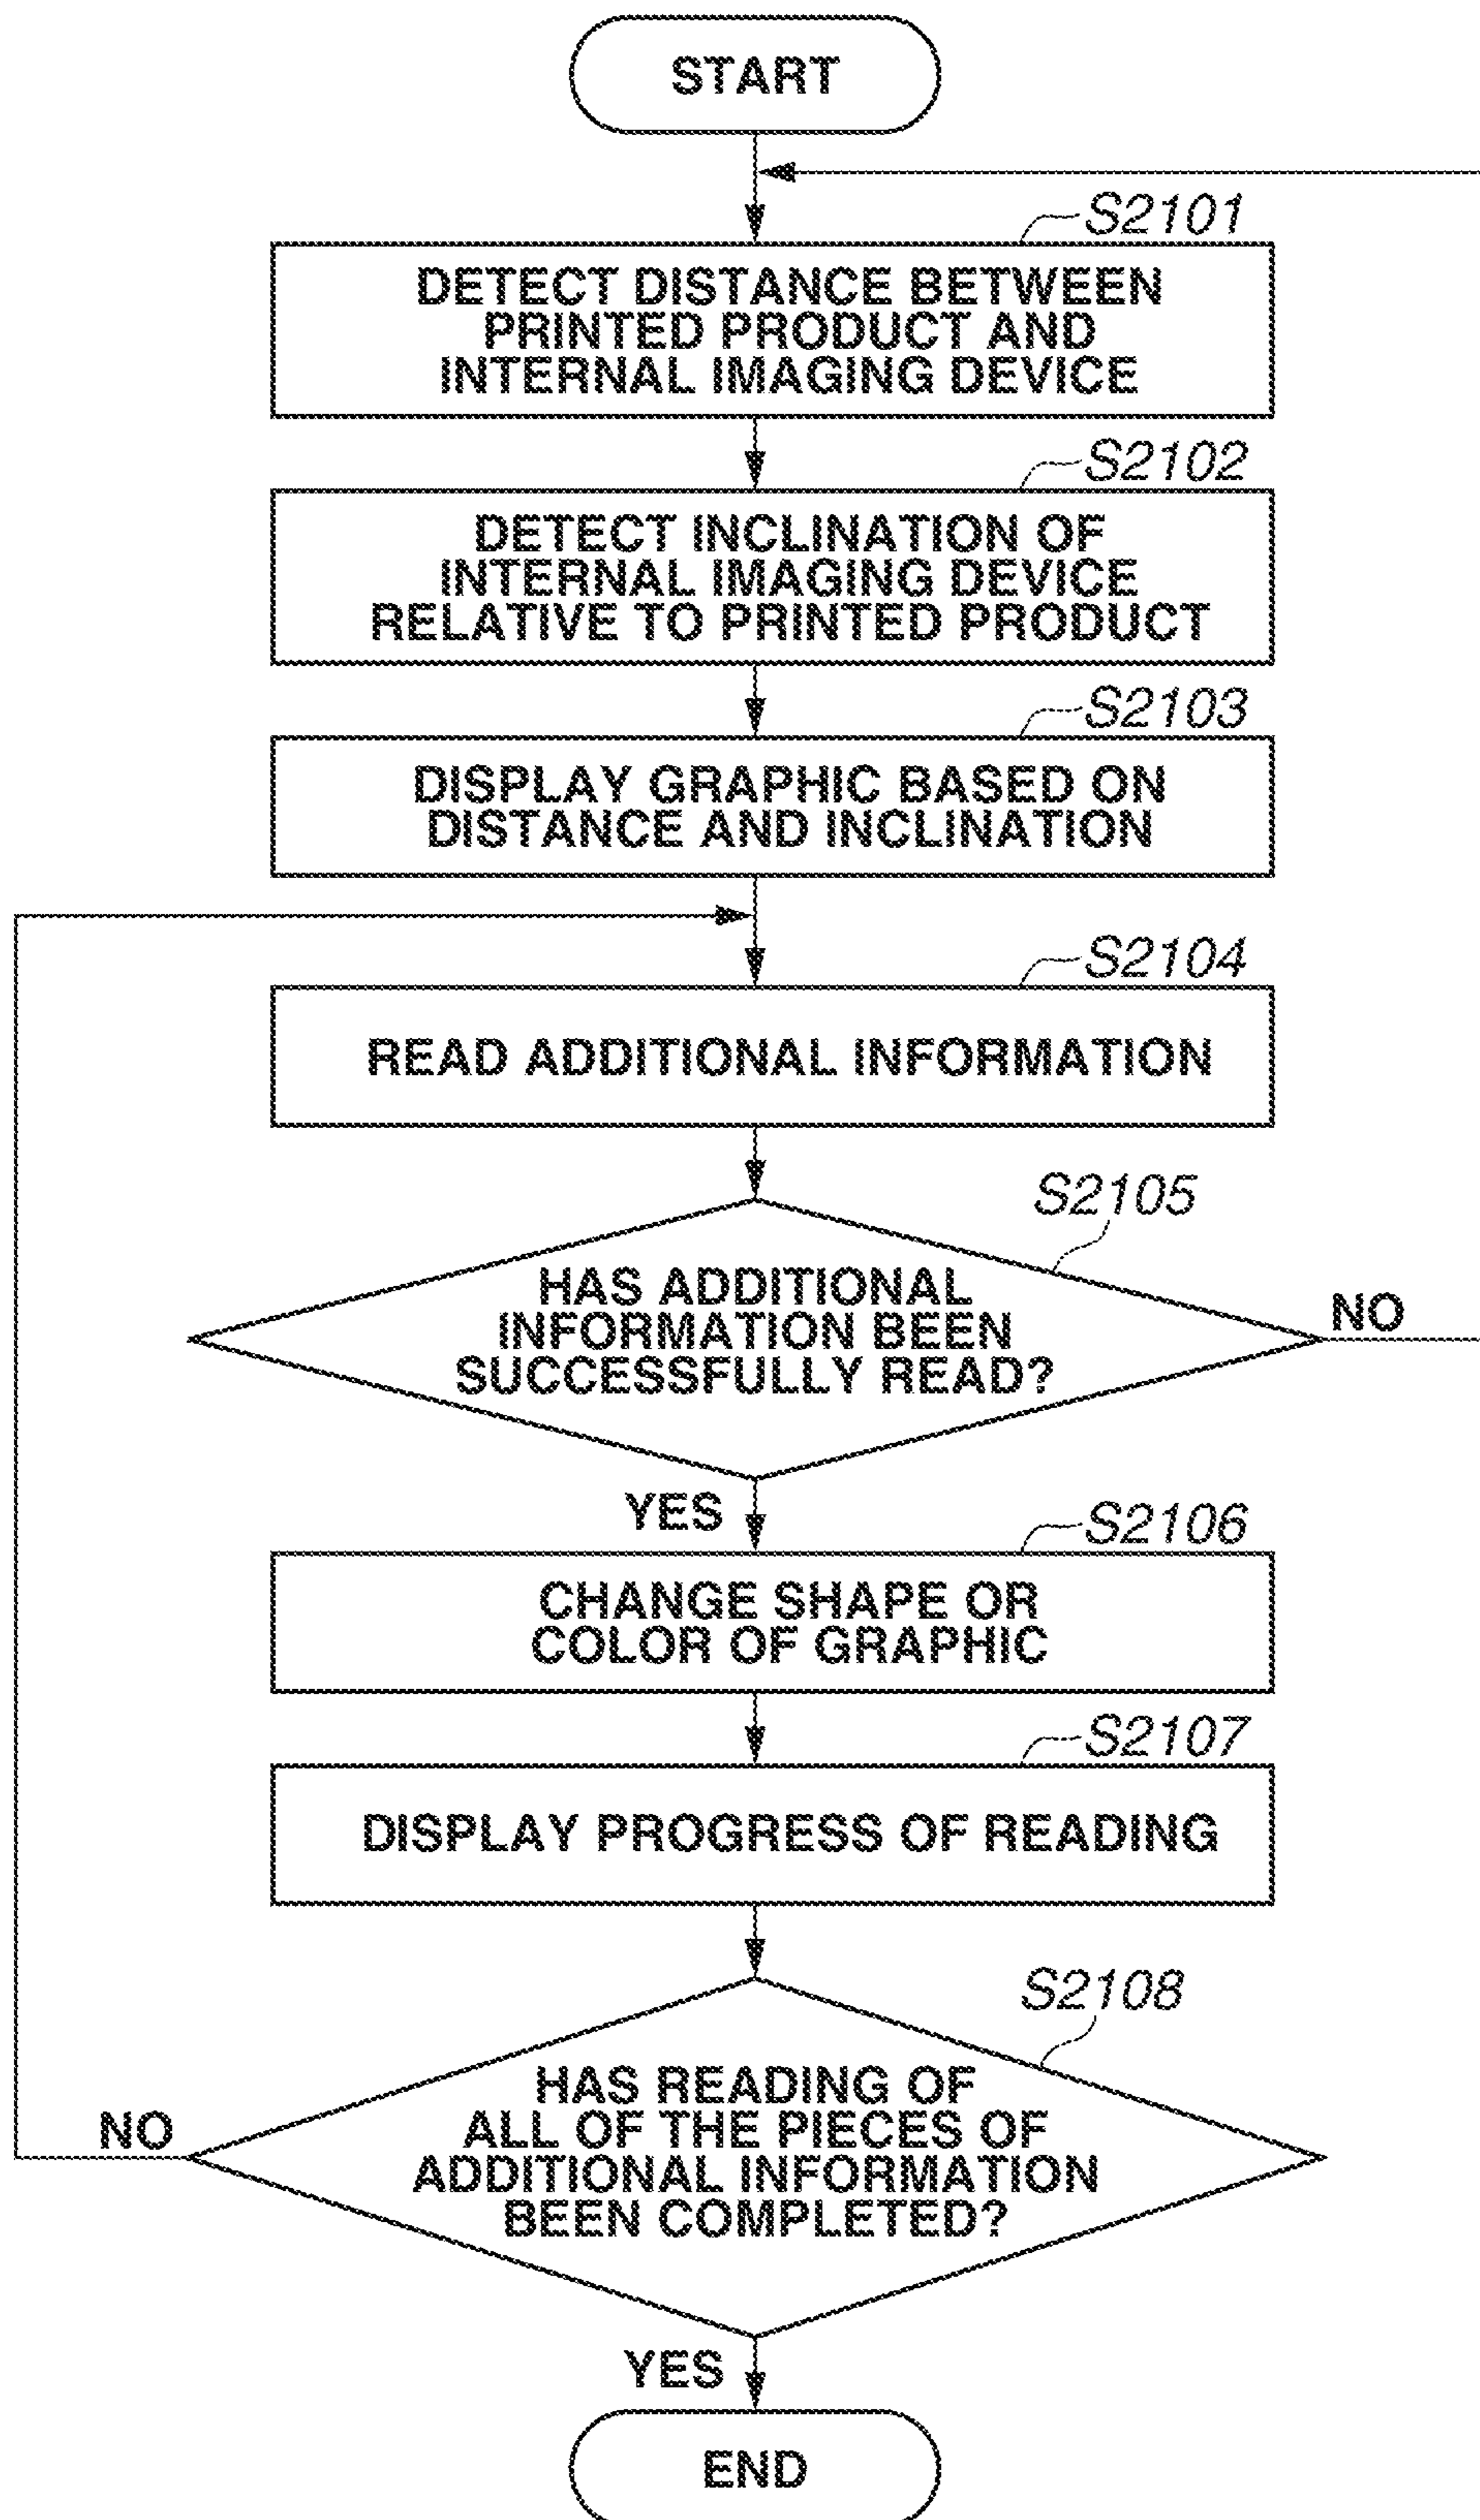 START
S2101
DETECT DISTANCE BETWEEN
PRINTED PRODUCT AND
INTERNAL IMAGING DEVICE
S2102
DETECT INCLINATION OF
INTERNAL IMAGING DEVICE
RELATIVE TO PRINTED PRODUCT
S2103
DISPLAY GRAPHIC BASED ON
DISTANCE AND INCLINATION
S2104
READ ADDITIONAL INFORMATION
S2105
HAS ADDITIONAL
INFORMATION BEEN
SUCCESSFULLY READ?
NO
YES
S2106
CHANGE SHAPE OR
COLOR OF GRAPHIC
S2107
DISPLAY PROGRESS OF READING
S2108
HAS READING OF
ALL OF THE PIECES OF
ADDITIONAL INFORMATION
BEEN COMPLETED?
NO
YES
END